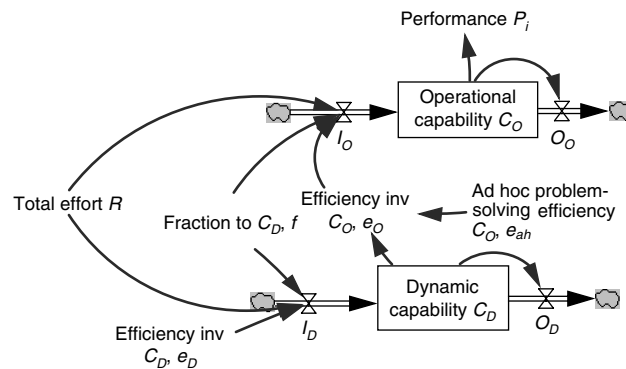 Performance P_i
Operational
capability C_O
I_O
O_O
Total effort R
Fraction to C_D, f
Efficiency inv
C_O, e_O
Ad hoc problem-
solving efficiency
C_O, e_ah
Dynamic
capability C_D
I_D
O_D
Efficiency inv
C_D, e_D